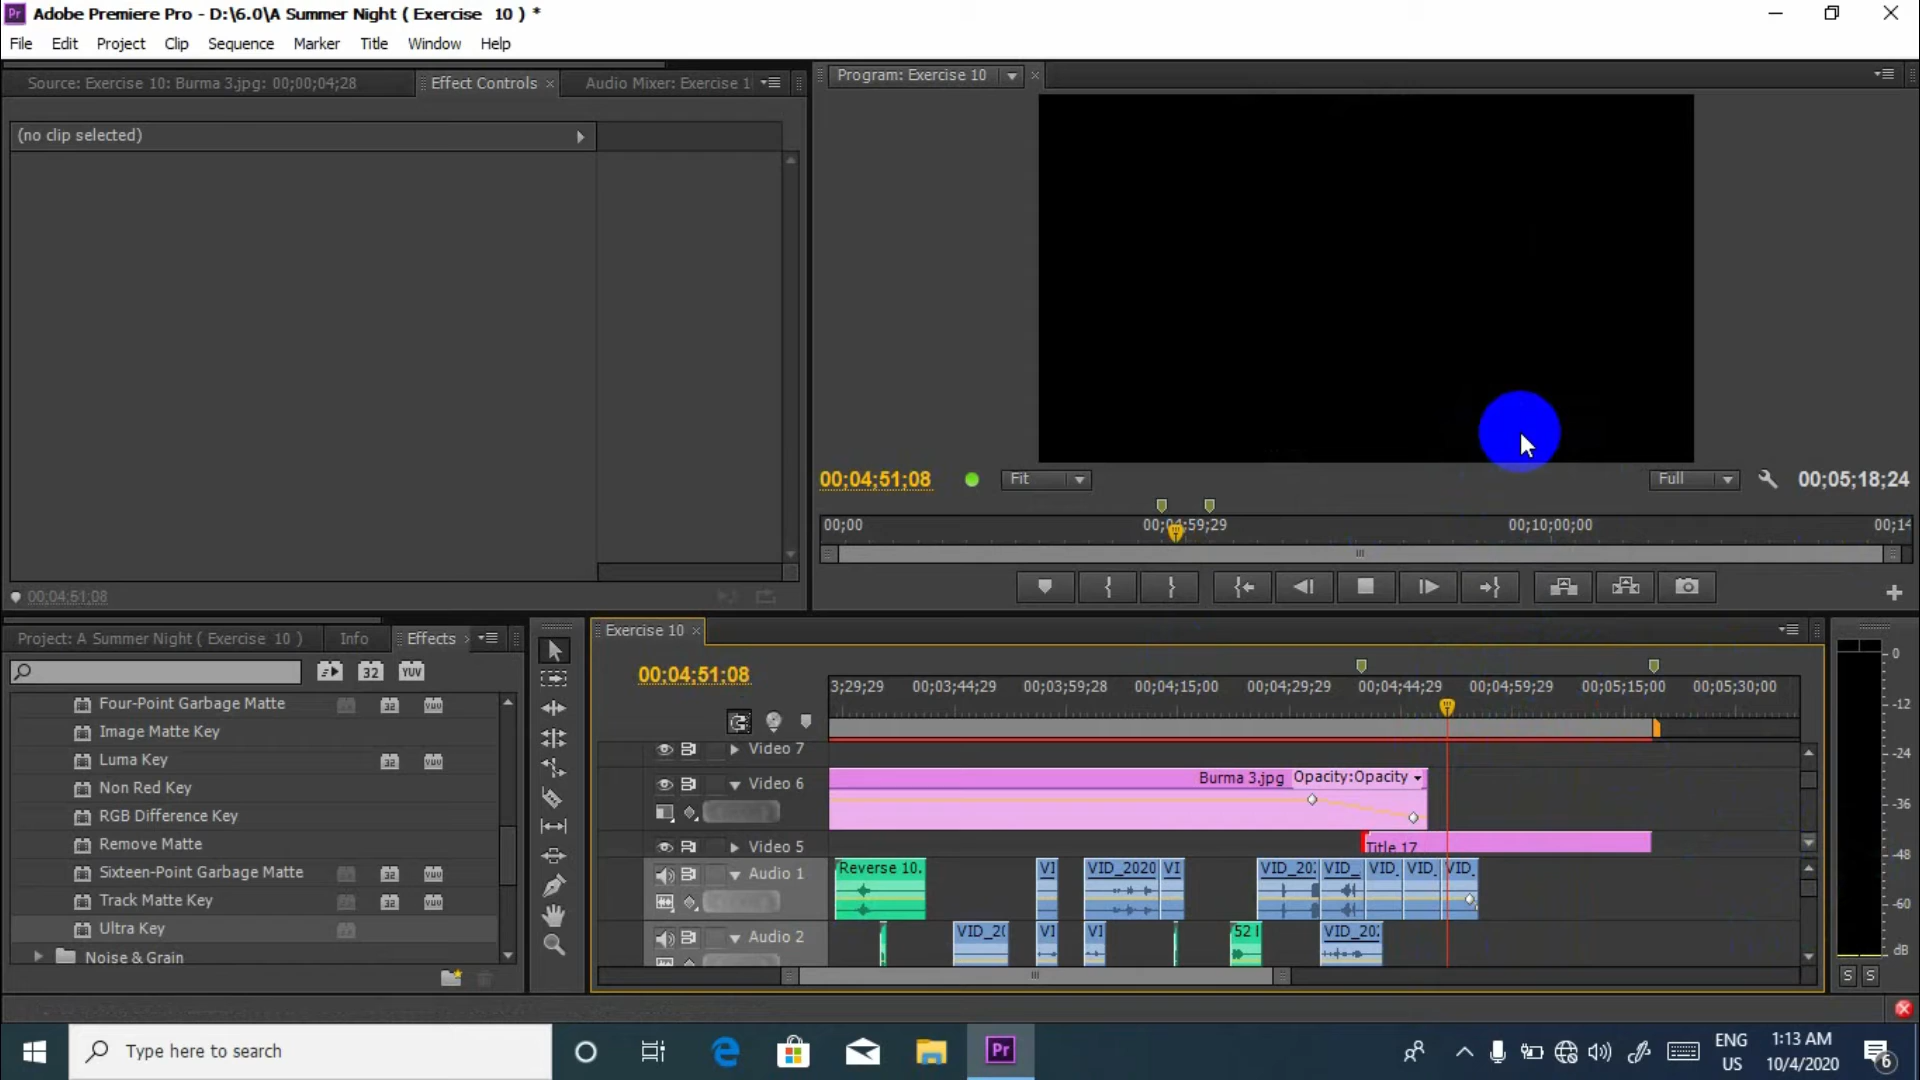 Adobe Premiere Pro - D:\6.0\A Summer Night ( Exercise 10 ) *
File Edit Project Clip Sequence Marker Title Window Help
Source: Exercise 10: Burma 3.jpg: 00;00;04;28
Effect Controls
Audio Mixer: Exercise 1
Program: Exercise 10
(no clip selected)
00;04;51;08
Fit
Full
00;05;18;24
00;00
00;04;59;29
00;10;00;00
00;14
00;04;51;08
Project: A Summer Night ( Exercise 10 )
Info
Effects
Exercise 10
00;04;51;08
3;29;29 00;03;44;29 00;03;59;28 00;04;15;00 00;04;29;29 00;04;44;29 00;04;59;29 00;05;15;00 00;05;30;00
Four-Point Garbage Matte
Image Matte Key
Luma Key
Non Red Key
RGB Difference Key
Remove Matte
Sixteen-Point Garbage Matte
Track Matte Key
Ultra Key
Noise & Grain
32 YUV
Video 7
Video 6
Burma 3.jpg Opacity:Opacity
Video 5
Title 17
Audio 1
Reverse 10. VI VID_2020 VI VID_202 VID_ VID_ VID_ VID_
Audio 2
VID_20 VI VI 52 VID_202
0
-12
-24
-36
-48
-60
dB
S S
Type here to search
Pr
ENG
US
1:13 AM
10/4/2020
6